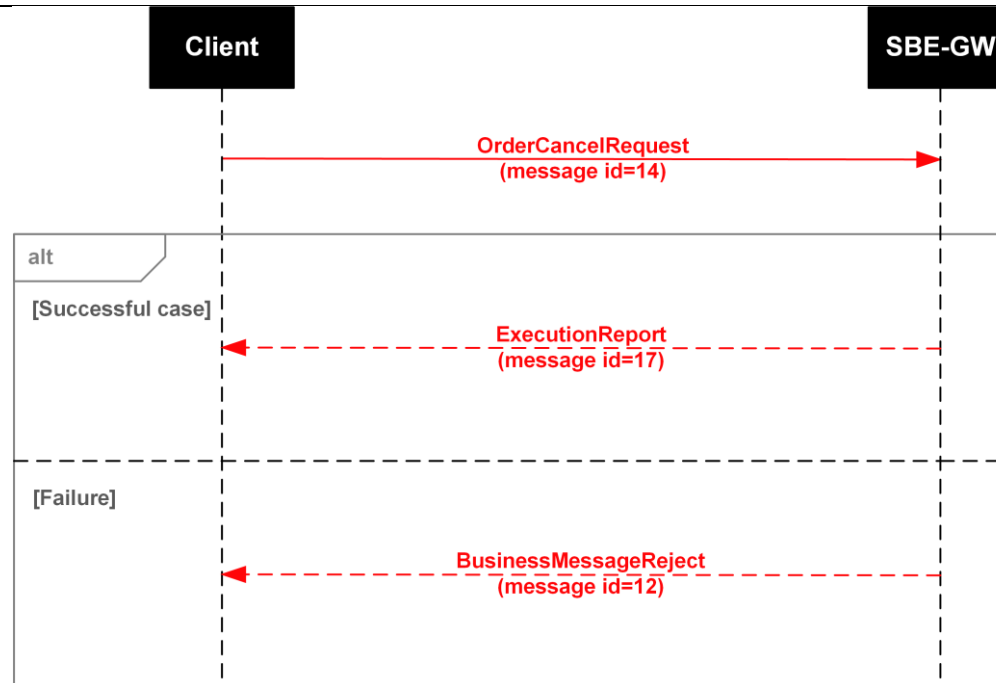 Client
SBE-GW
OrderCancelRequest
(message id=14)
alt
[Successful case]
ExecutionReport
(message id=17)
[Failure]
BusinessMessageReject
(message id=12)